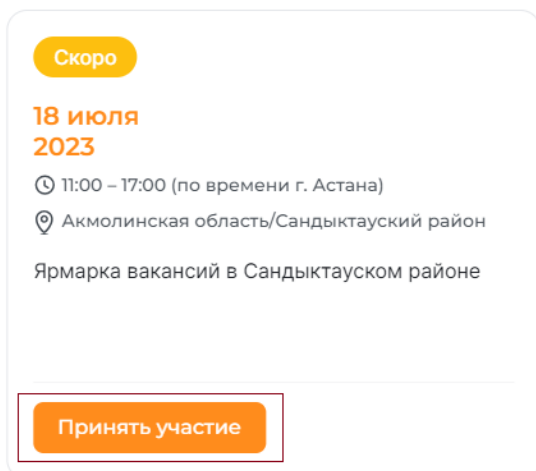 Скоро
18 июля
2023
11:00 – 17:00 (по времени г. Астана)
Акмолинская область/Сандыктауский район
Ярмарка вакансий в Сандыктауском районе
Принять участие